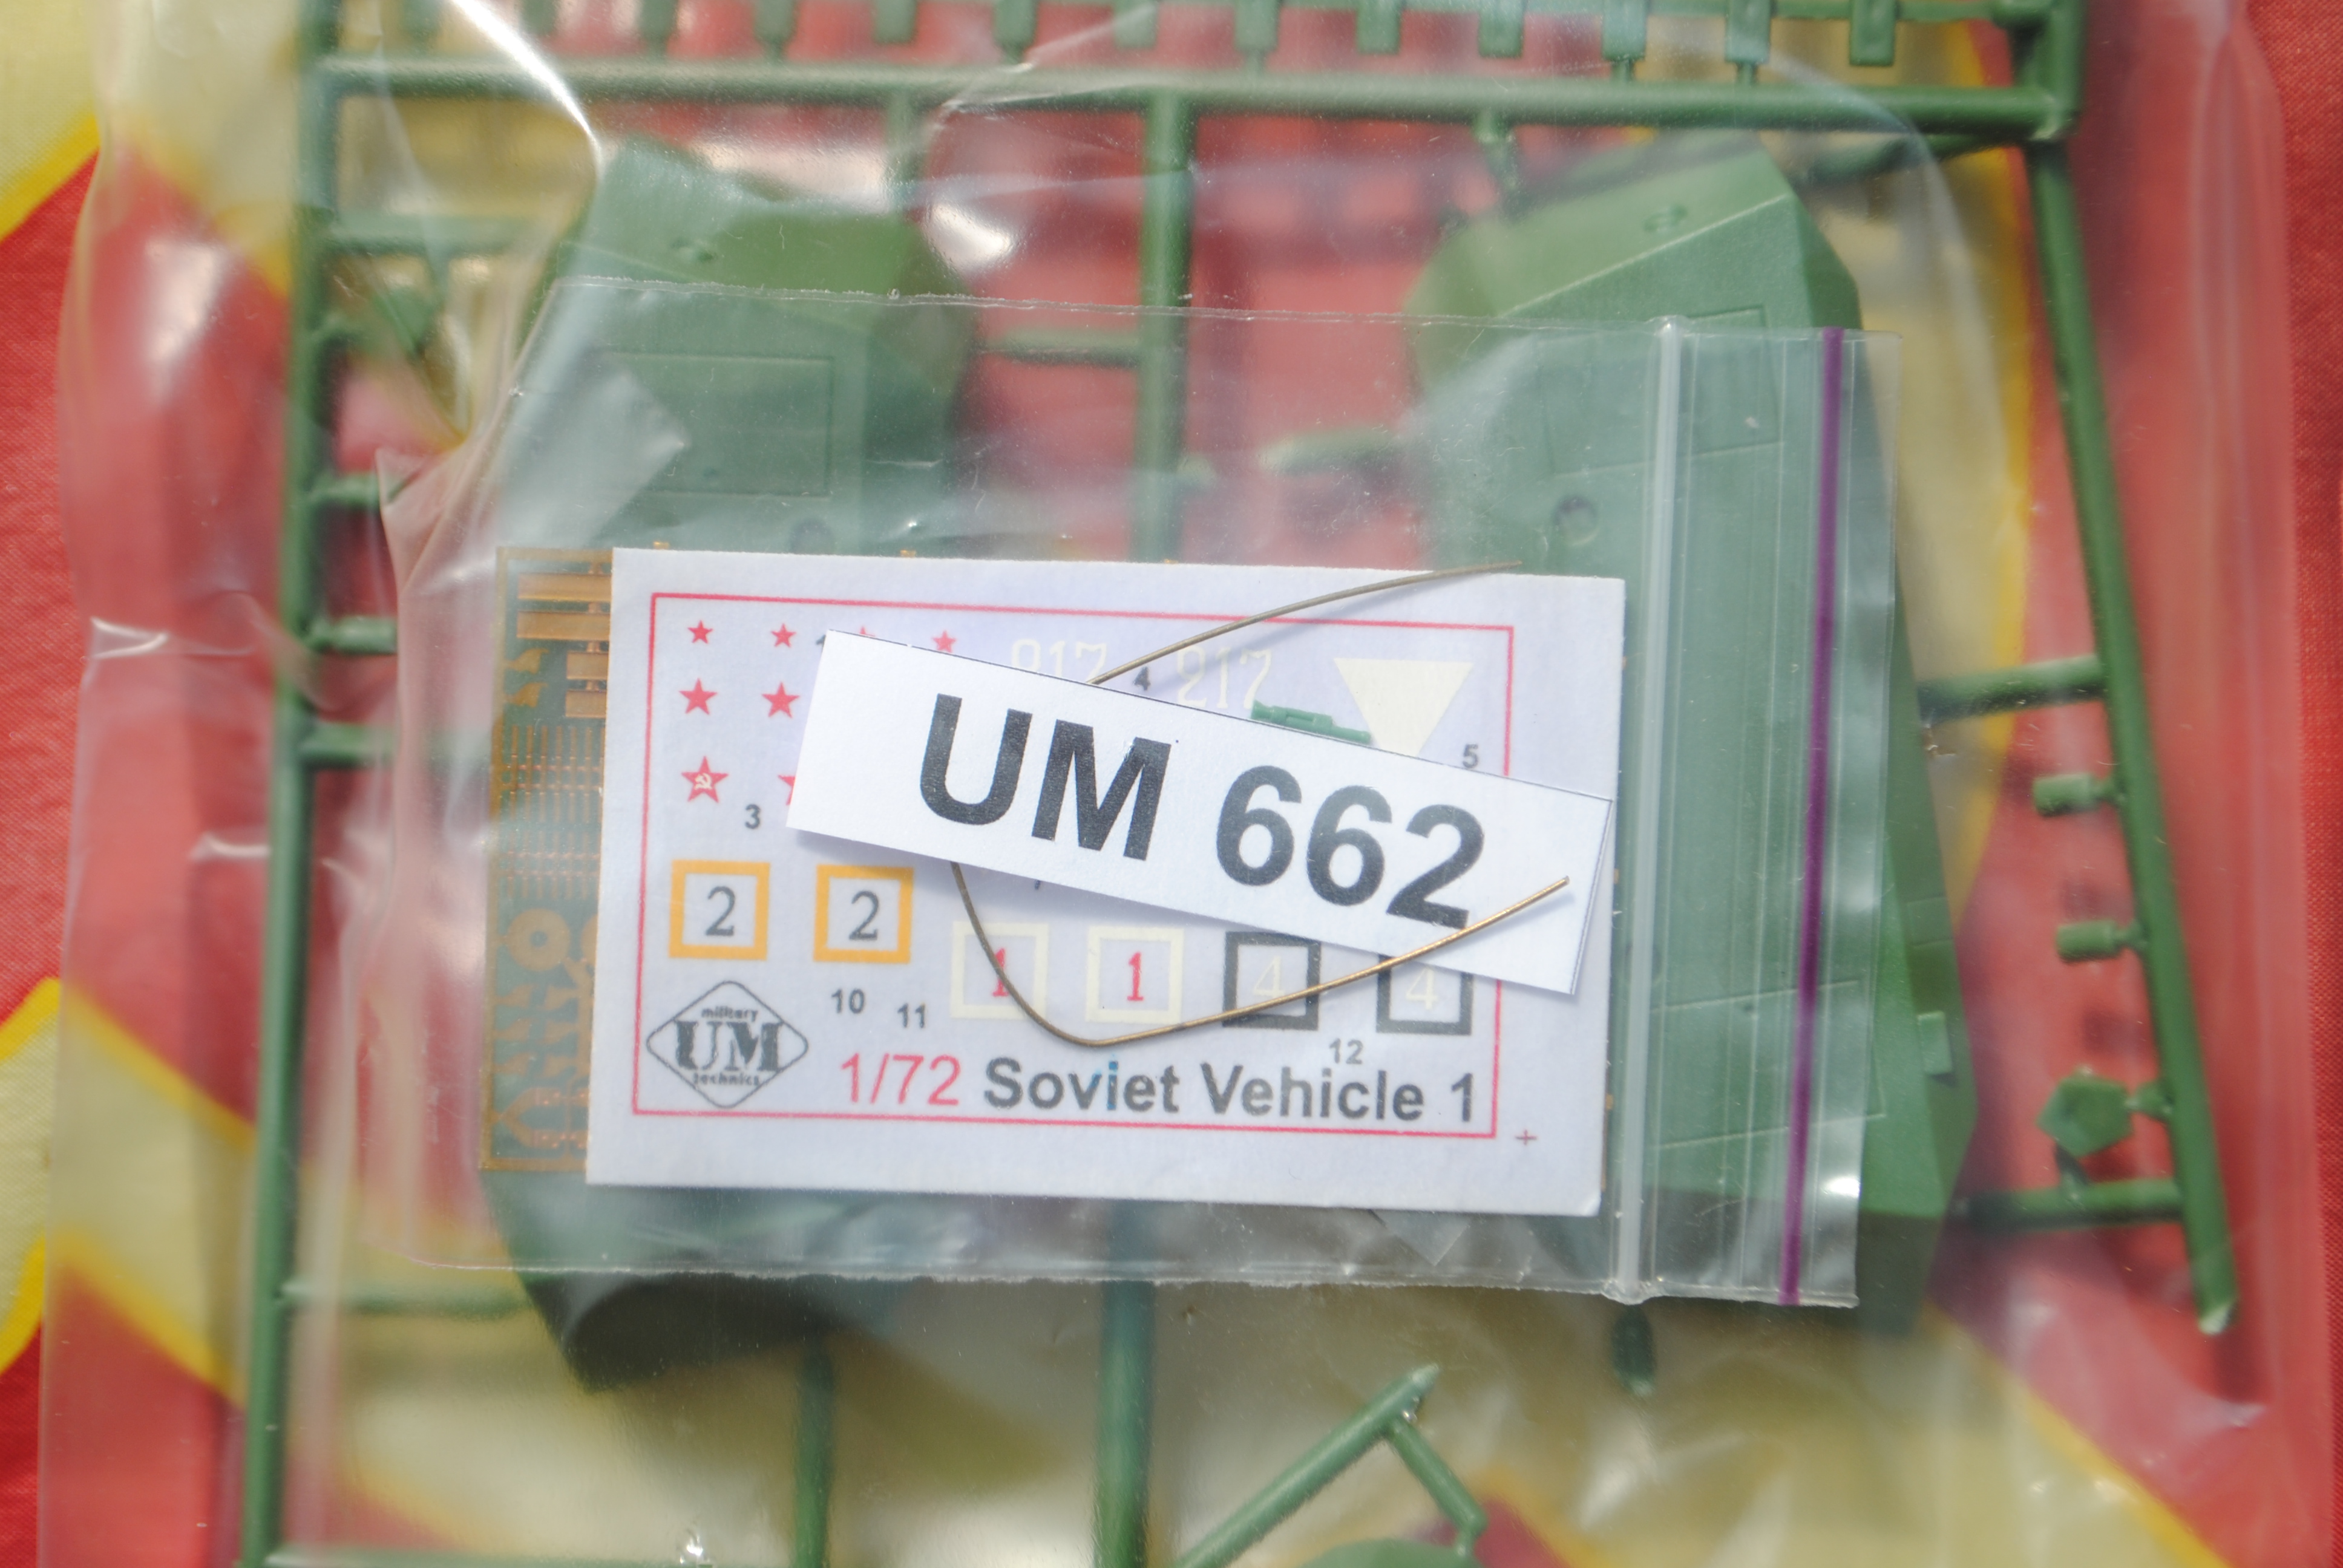 217 217
4
5
UM 662
3
2 2
1 1 4 4
10 11
12
military
UM
technics
1/72 Soviet Vehicle 1